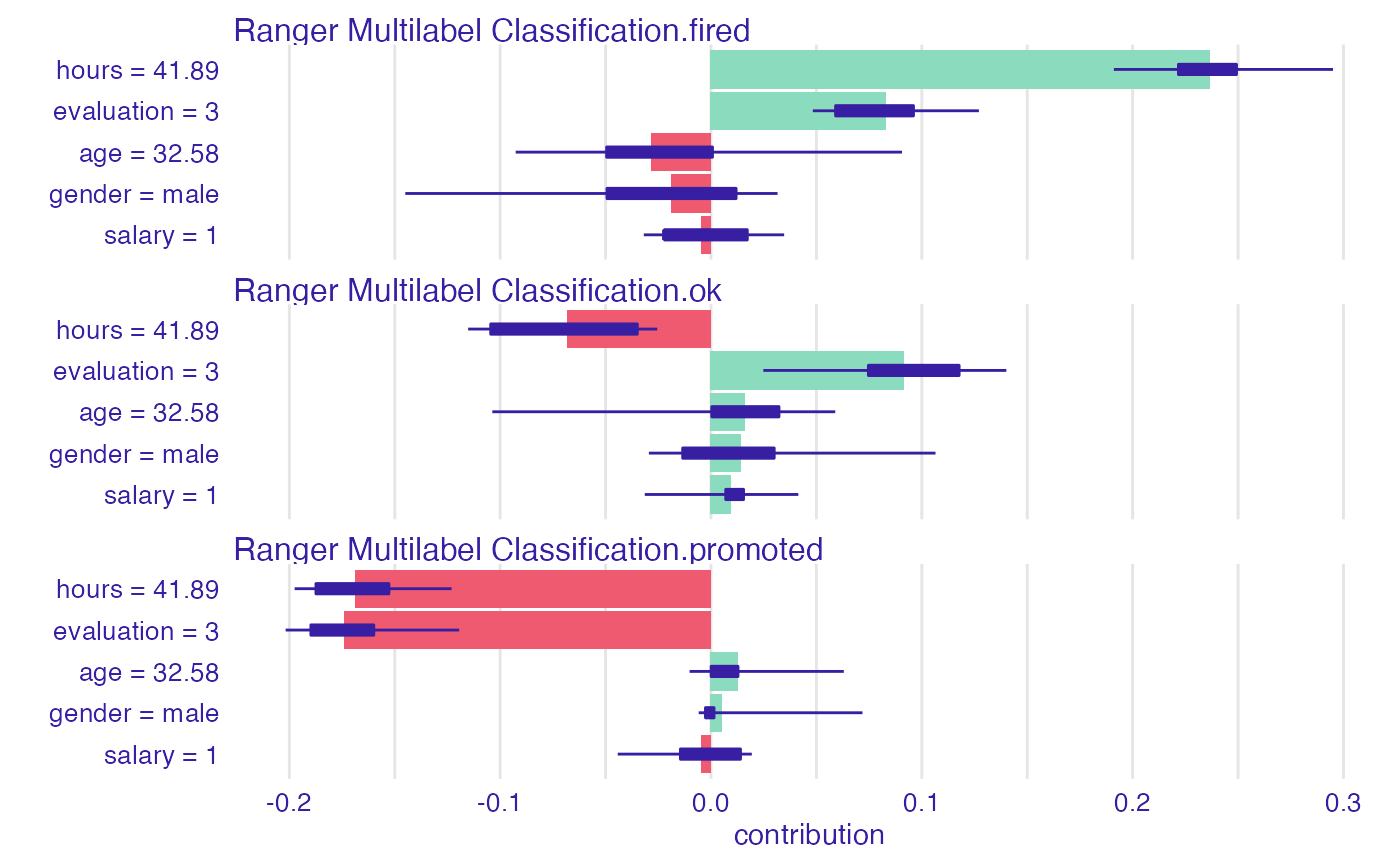 Ranger Multilabel Classification.fired
hours = 41.89
evaluation = 3
age = 32.58
gender = male
salary = 1
Ranger Multilabel Classification.ok
hours = 41.89
evaluation = 3
age = 32.58
gender = male
salary = 1
Ranger Multilabel Classification.promoted
hours = 41.89
evaluation = 3
age = 32.58
gender = male
salary = 1
-0.2 -0.1 0.0 0.1 0.2 0.3
contribution